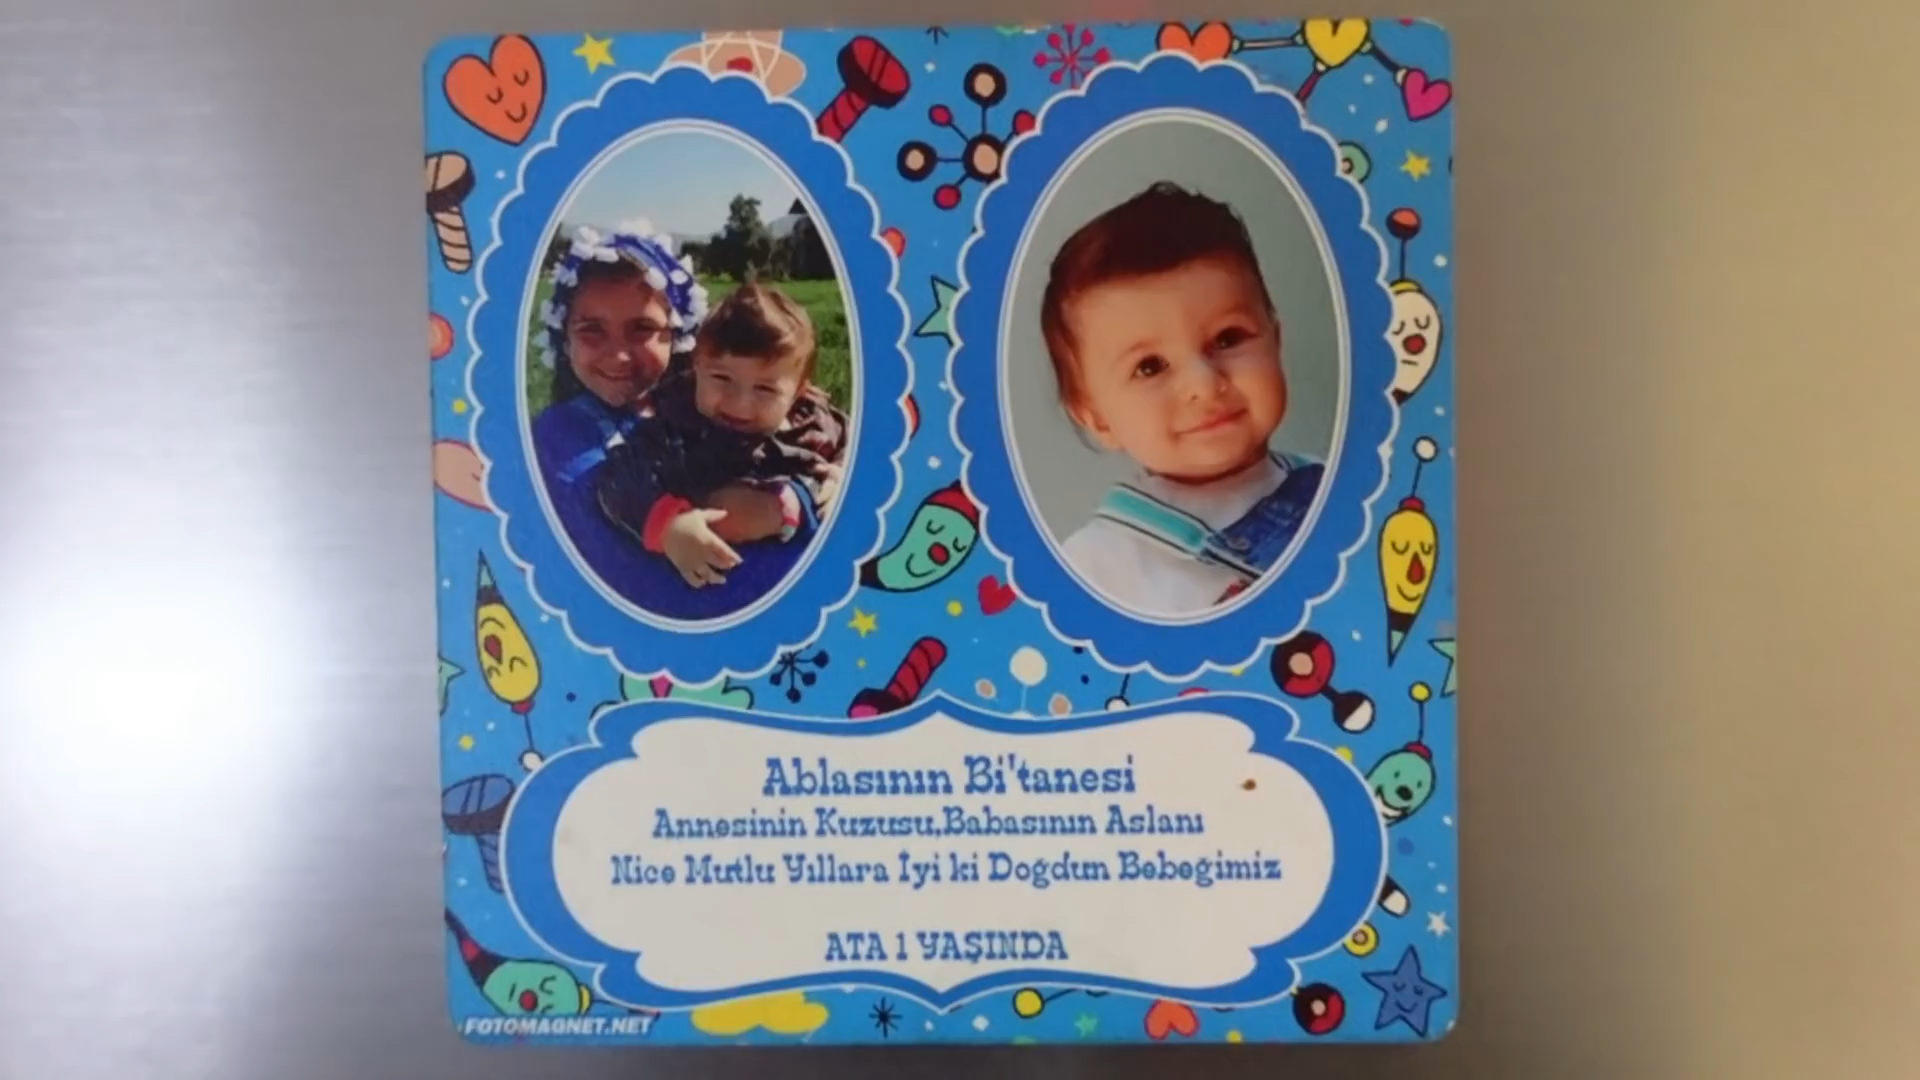 Ablasının Bi'tanesi
Annesinin Kuzusu,Babasının Aslanı
Nice Mutlu Yıllara İyi ki Doğdun Bebeğimiz
ATA 1 YAŞINDA
FOTOMAGNET.NET